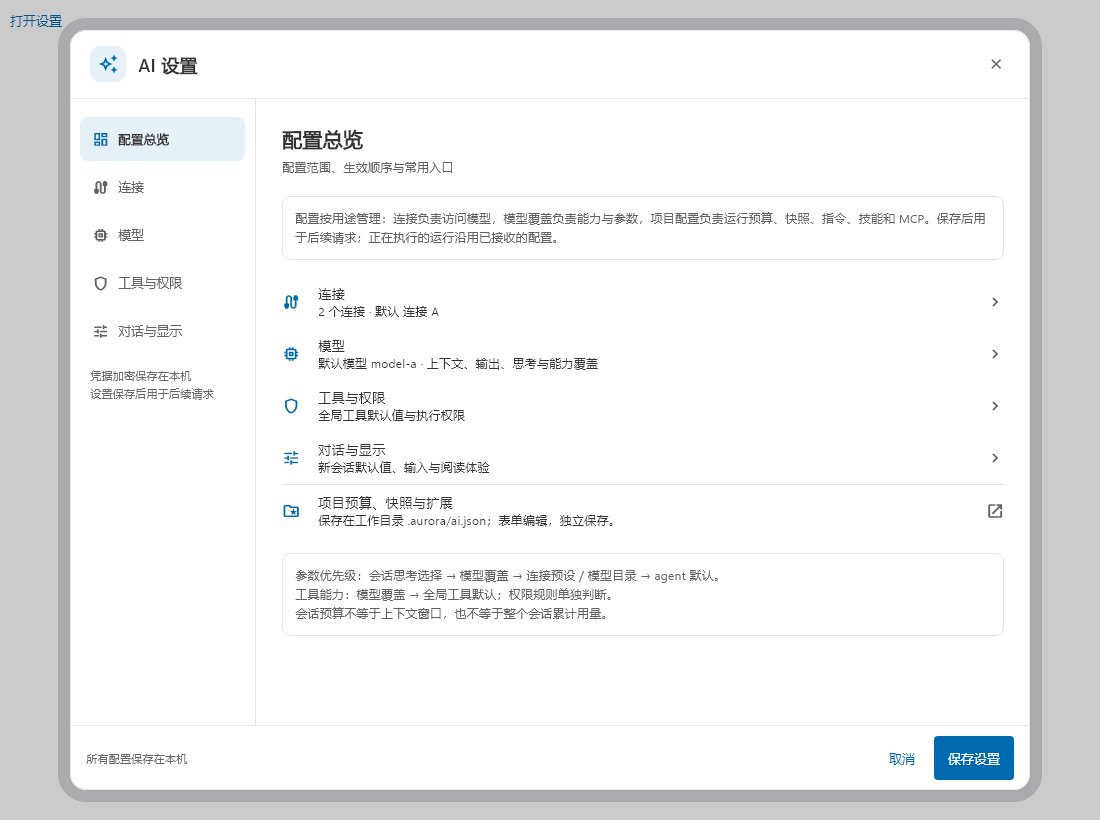 打开设置
AI 设置
配置总览
连接
模型
工具与权限
对话与显示
凭据加密保存在本机
设置保存后用于后续请求
配置总览
配置范围、生效顺序与常用入口
配置按用途管理：连接负责访问模型，模型覆盖负责能力与参数，项目配置负责运行预算、快照、指令、技能和 MCP。保存后用
于后续请求；正在执行的运行沿用已接收的配置。
连接
2 个连接 · 默认 连接 A
模型
默认模型 model-a · 上下文、输出、思考与能力覆盖
工具与权限
全局工具默认值与执行权限
对话与显示
新会话默认值、输入与阅读体验
项目预算、快照与扩展
保存在工作目录 .aurora/ai.json；表单编辑，独立保存。
参数优先级：会话思考选择 → 模型覆盖 → 连接预设 / 模型目录 → agent 默认。
工具能力：模型覆盖 → 全局工具默认；权限规则单独判断。
会话预算不等于上下文窗口，也不等于整个会话累计用量。
所有配置保存在本机
取消
保存设置